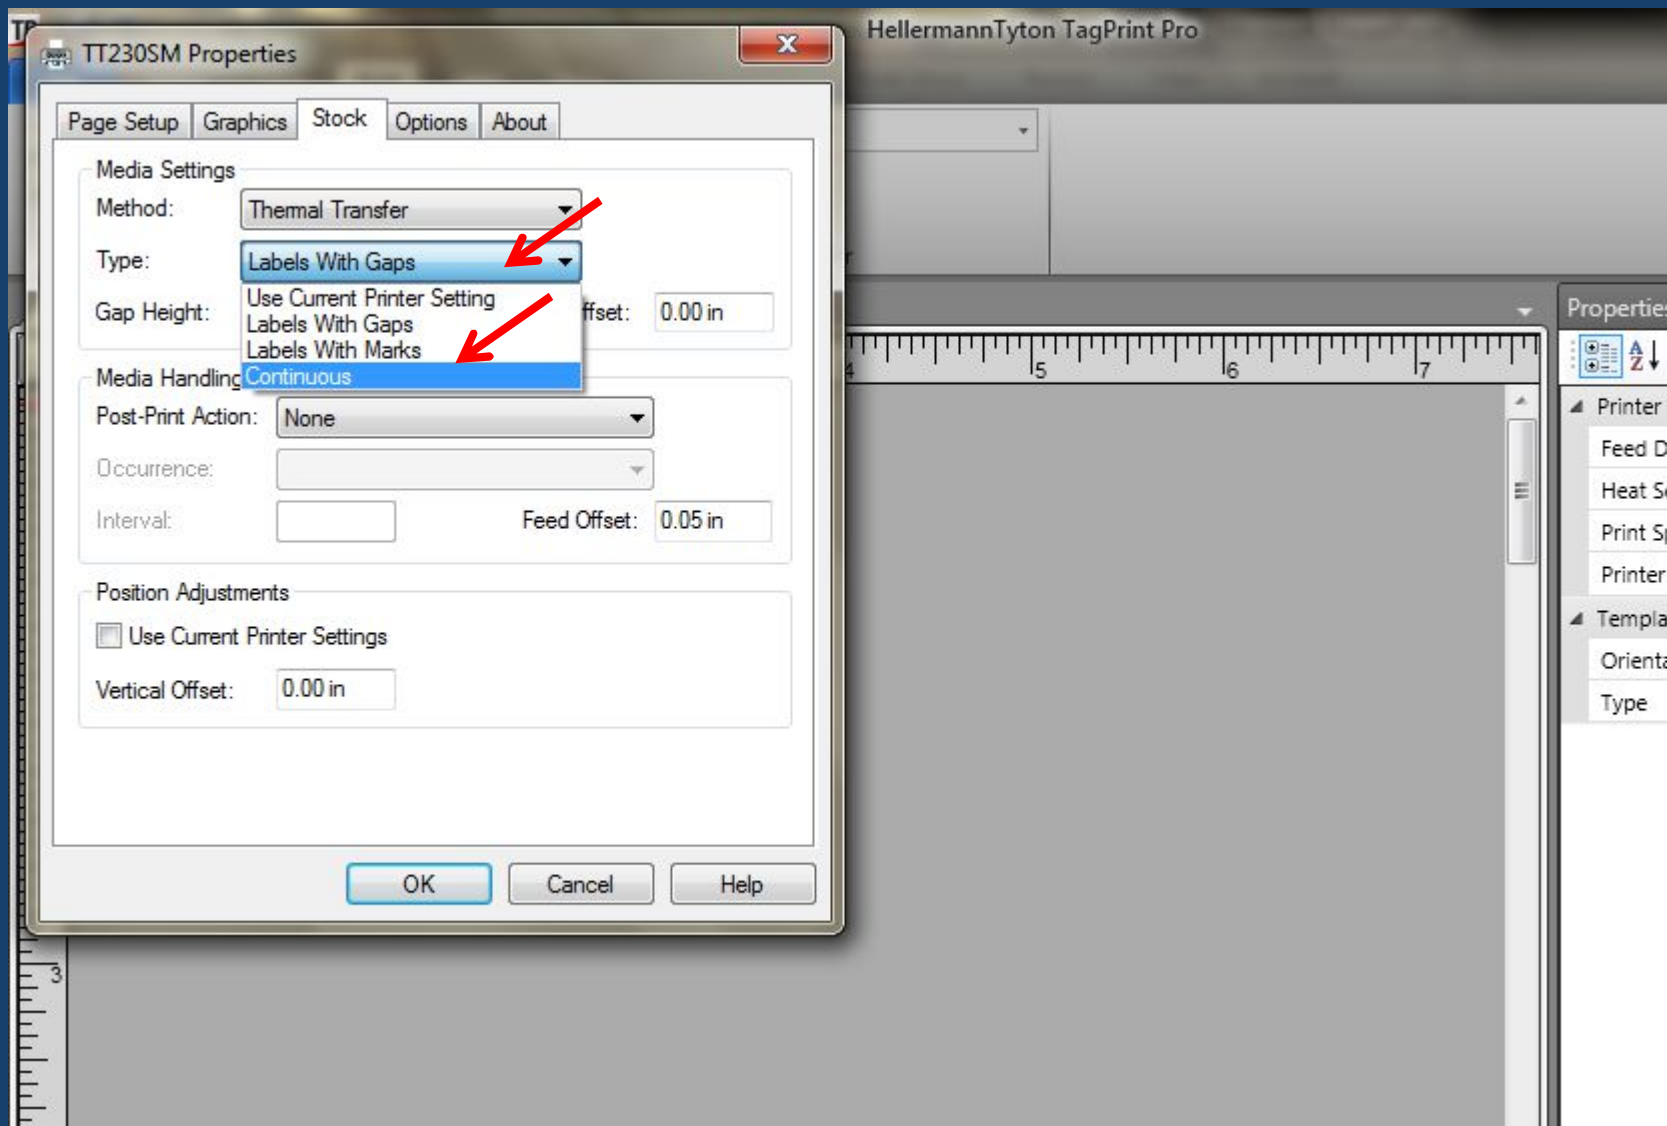 TP
HellermannTyton TagPrint Pro
TT230SM Properties
Page Setup Graphics Stock Options About
Media Settings
Method: Thermal Transfer
Type: Labels With Gaps
Use Current Printer Setting
Gap Height: ffset: 0.00 in
Labels With Gaps
Labels With Marks
Continuous
Media Handling
Post-Print Action: None
Occurrence:
Interval: Feed Offset: 0.05 in
Position Adjustments
Use Current Printer Settings
Vertical Offset: 0.00 in
OK Cancel Help
4 5 6 7
3
Properties
A
Z
Printer
Feed D
Heat Se
Print Sp
Printer
Templa
Orienta
Type